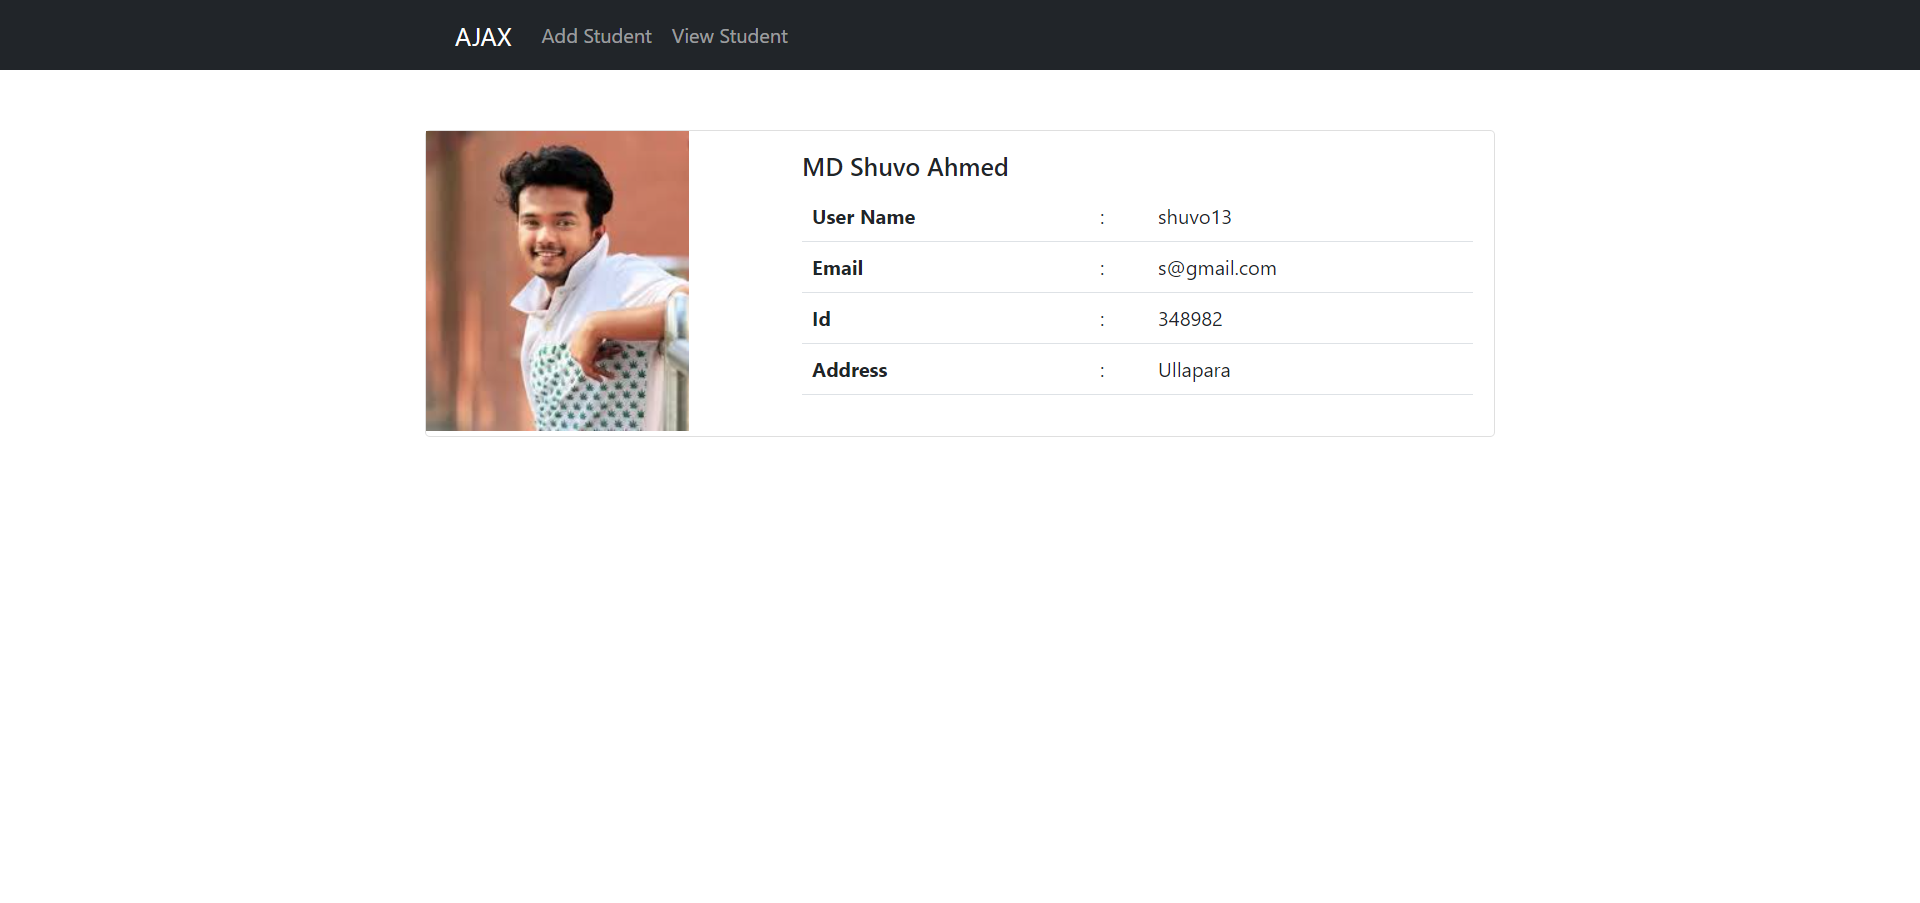 AJAX Add Student View Student
MD Shuvo Ahmed
User Name : shuvo13
Email : s@gmail.com
Id : 348982
Address : Ullapara